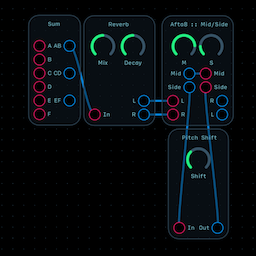 Sum
A AB
B
C CD
D
E EF
F
Reverb
Mix Decay
L
In R
AftoB :: Mid/Side
M S
Mid Mid
Side Side
L R
R L
Pitch Shift
Shift
In Out